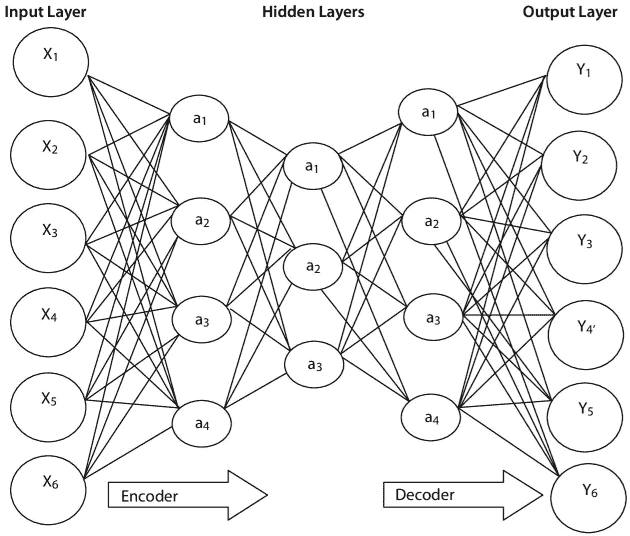 Input Layer
Hidden Layers
Output Layer
X1
X2
X3
X4
X5
X6
a1
a2
a3
a4
a1
a2
a3
a1
a2
a3
a4
Y1
Y2
Y3
Y4'
Y5
Y6
Encoder
Decoder